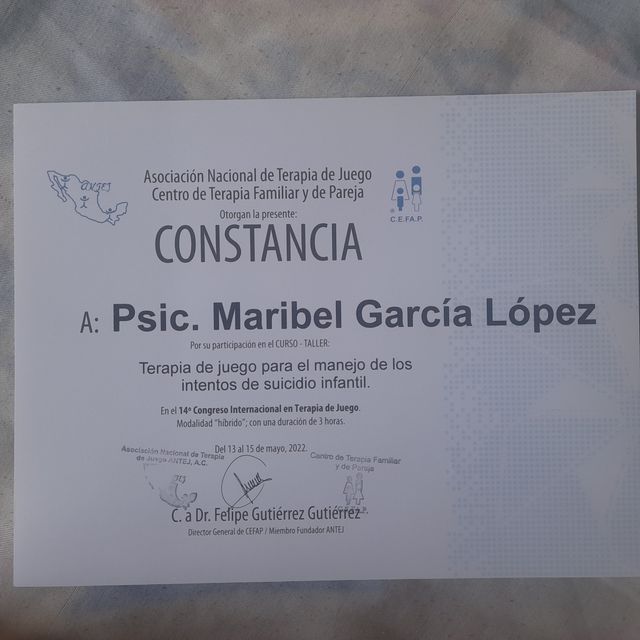 Asociación Nacional de Terapia de Juego
Centro de Terapia Familiar y de Pareja
Otorgan la presente:
C.E.FA.P.
CONSTANCIA
A: Psic. Maribel García López
Por su participación en el CURSO - TALLER:
Terapia de juego para el manejo de los
intentos de suicidio infantil.
En el 14º Congreso Internacional en Terapia de Juego.
Modalidad "híbrido"; con una duración de 3 horas.
Del 13 al 15 de mayo, 2022.
Asociación Nacional de Terapia
de Juego ANTEJ, A.C.
Centro de Terapia Familiar
y de Pareja
C. a Dr. Felipe Gutiérrez Gutiérrez
Director General de CEFAP / Miembro Fundador ANTEJ